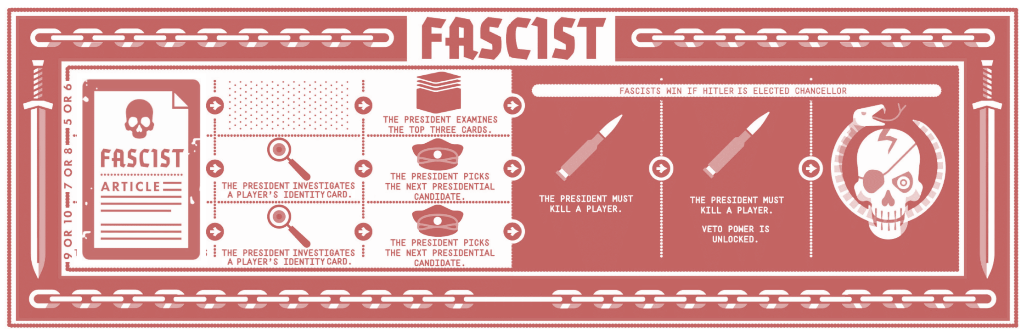 FASCIST
FASCISTS WIN IF HITLER IS ELECTED CHANCELLOR
5 OR 6
7 OR 8
9 OR 10
FASCIST
ARTICLE
THE PRESIDENT EXAMINES
THE TOP THREE CARDS.
THE PRESIDENT INVESTIGATES
A PLAYER'S IDENTITY CARD.
THE PRESIDENT PICKS
THE NEXT PRESIDENTIAL
CANDIDATE.
THE PRESIDENT INVESTIGATES
A PLAYER'S IDENTITY CARD.
THE PRESIDENT PICKS
THE NEXT PRESIDENTIAL
CANDIDATE.
THE PRESIDENT MUST
KILL A PLAYER.
THE PRESIDENT MUST
KILL A PLAYER.
VETO POWER IS
UNLOCKED.